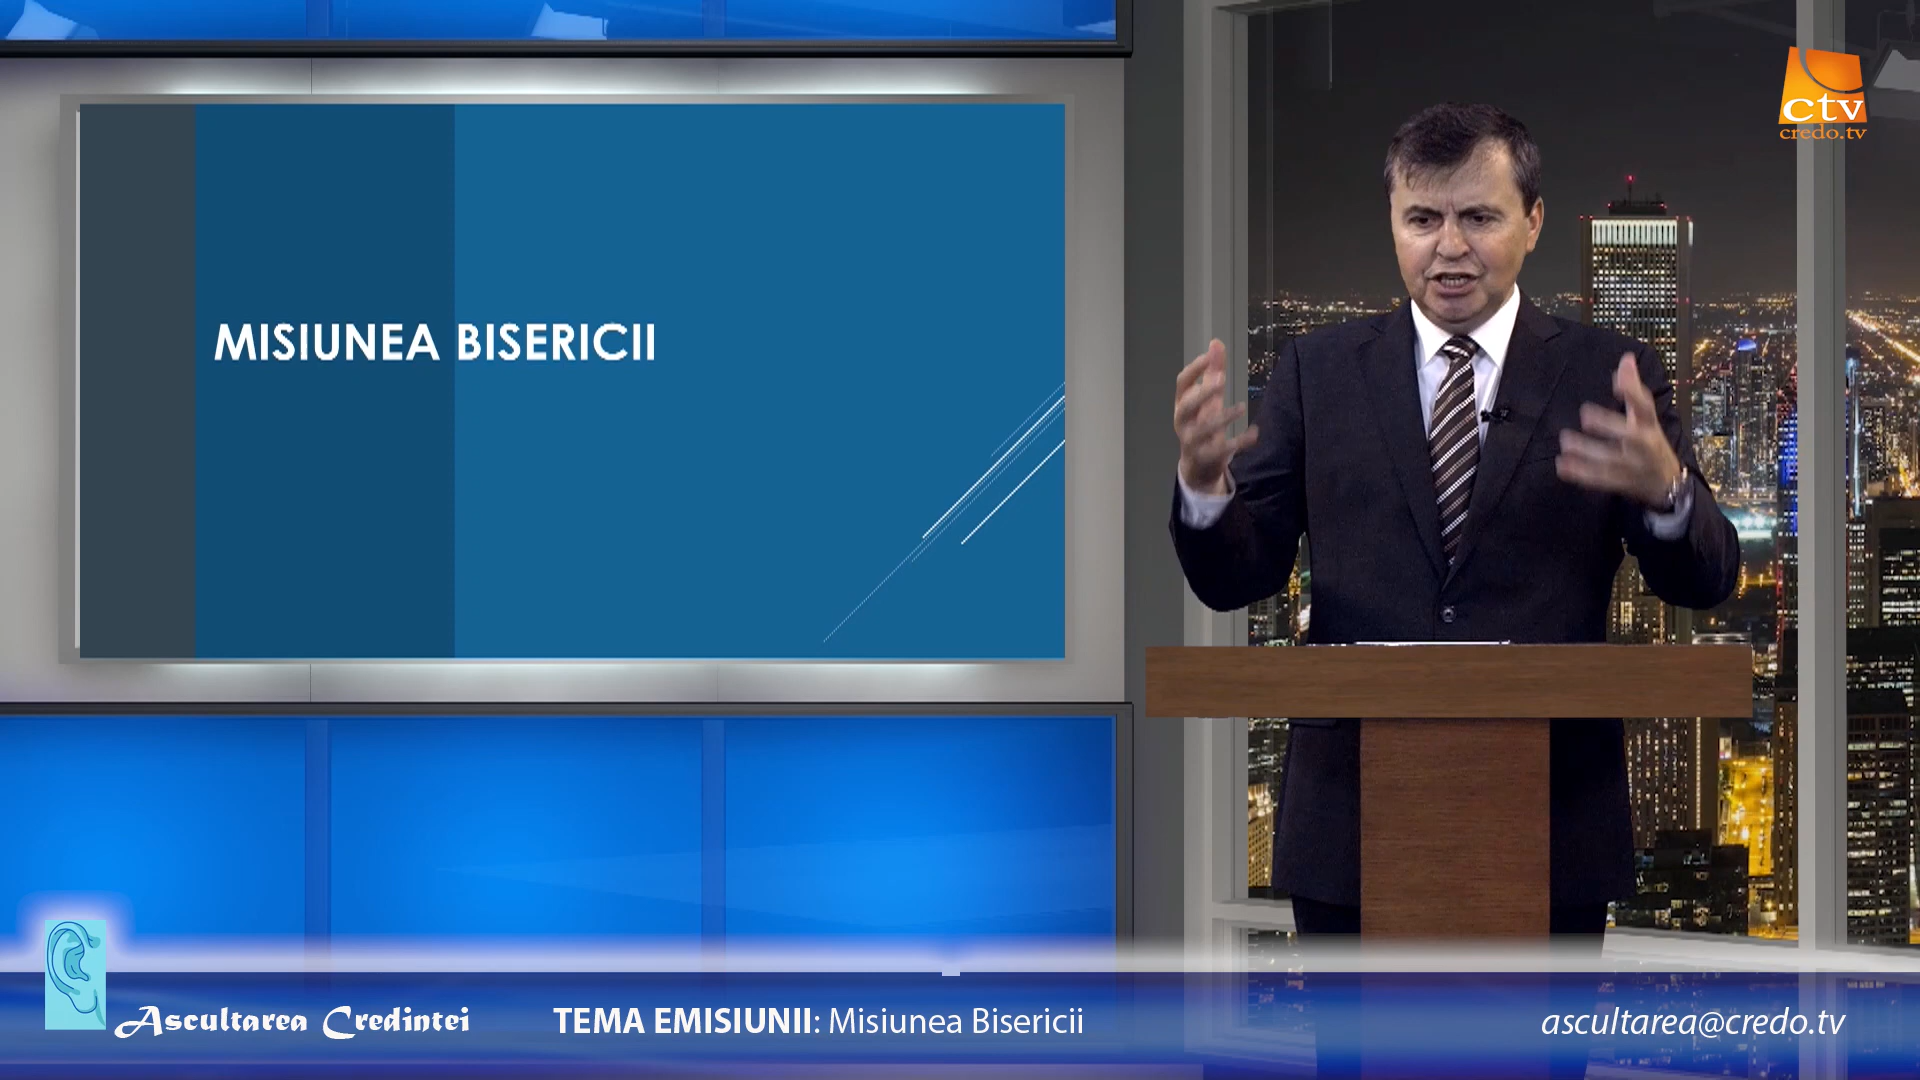 ctv
credo.tv
MISIUNEA BISERICII
Ascultarea Credintei
TEMA EMISIUNII: Misiunea Bisericii
ascultarea@credo.tv